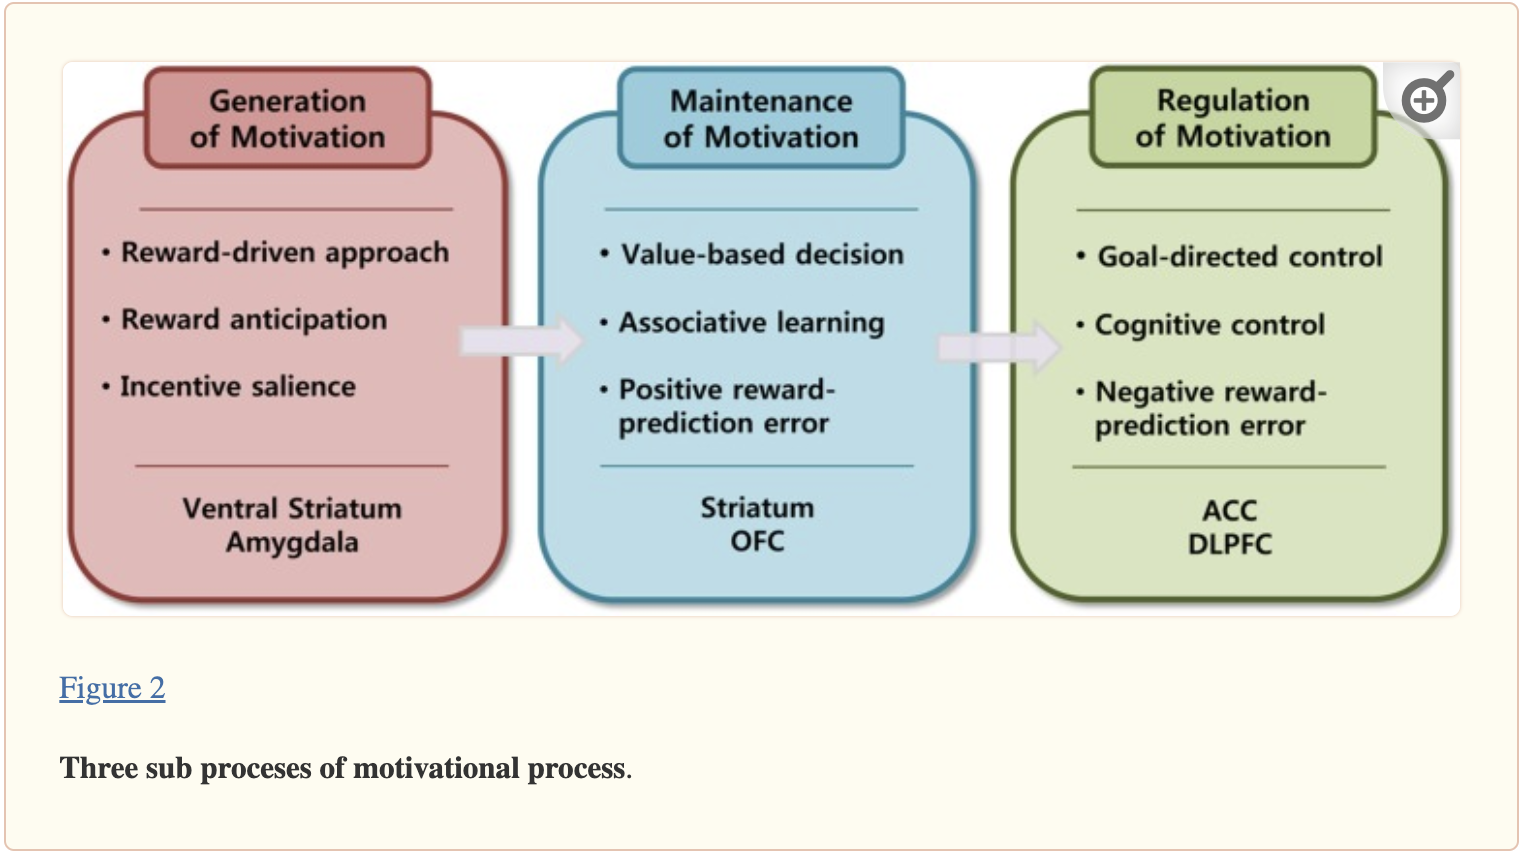 Generation
of Motivation
• Reward-driven approach
• Reward anticipation
• Incentive salience
Ventral Striatum
Amygdala
Maintenance
of Motivation
• Value-based decision
• Associative learning
• Positive reward-
prediction error
Striatum
OFC
Regulation
of Motivation
• Goal-directed control
• Cognitive control
• Negative reward-
prediction error
ACC
DLPFC
Figure 2
Three sub proceses of motivational process.